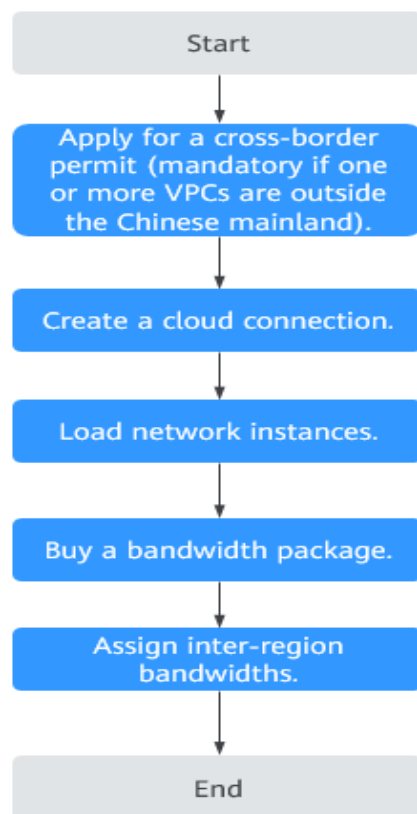 Start
Apply for a cross-border
permit (mandatory if one
or more VPCs are outside
the Chinese mainland).
Create a cloud connection.
Load network instances.
Buy a bandwidth package.
Assign inter-region
bandwidths.
End